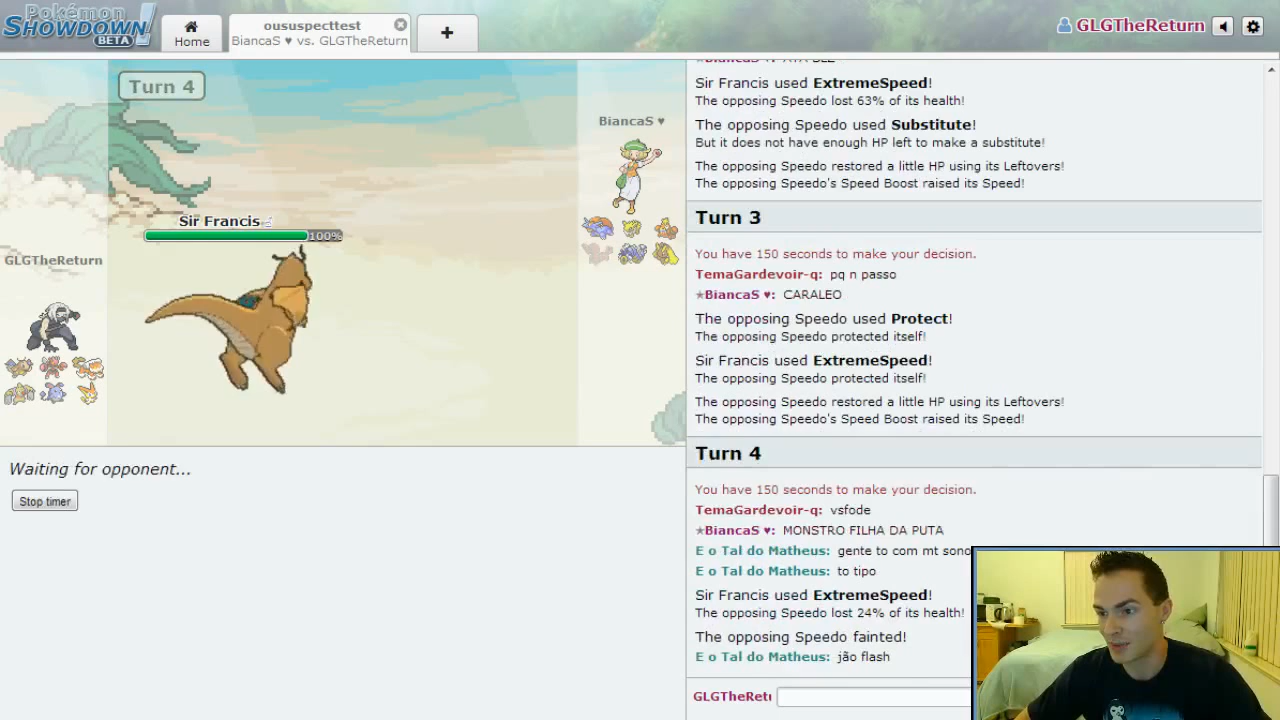 Pokémon
SHOWDOWN!
BETA
Home
oususpecttest
BiancaS ♥ vs. GLGTheReturn
+
GLGTheReturn
Turn 4
BiancaS ♥
Sir Francis
100%
GLGTheReturn
Waiting for opponent...
Stop timer
Sir Francis used ExtremeSpeed!
The opposing Speedo lost 63% of its health!
The opposing Speedo used Substitute!
But it does not have enough HP left to make a substitute!
The opposing Speedo restored a little HP using its Leftovers!
The opposing Speedo's Speed Boost raised its Speed!
Turn 3
You have 150 seconds to make your decision.
TemaGardevoir-q: pq n passo
★BiancaS ♥: CARALEO
The opposing Speedo used Protect!
The opposing Speedo protected itself!
Sir Francis used ExtremeSpeed!
The opposing Speedo protected itself!
The opposing Speedo restored a little HP using its Leftovers!
The opposing Speedo's Speed Boost raised its Speed!
Turn 4
You have 150 seconds to make your decision.
TemaGardevoir-q: vsfode
★BiancaS ♥: MONSTRO FILHA DA PUTA
E o Tal do Matheus: gente to com mt sono
E o Tal do Matheus: to tipo
Sir Francis used ExtremeSpeed!
The opposing Speedo lost 24% of its health!
The opposing Speedo fainted!
E o Tal do Matheus: jão flash
GLGTheRetu